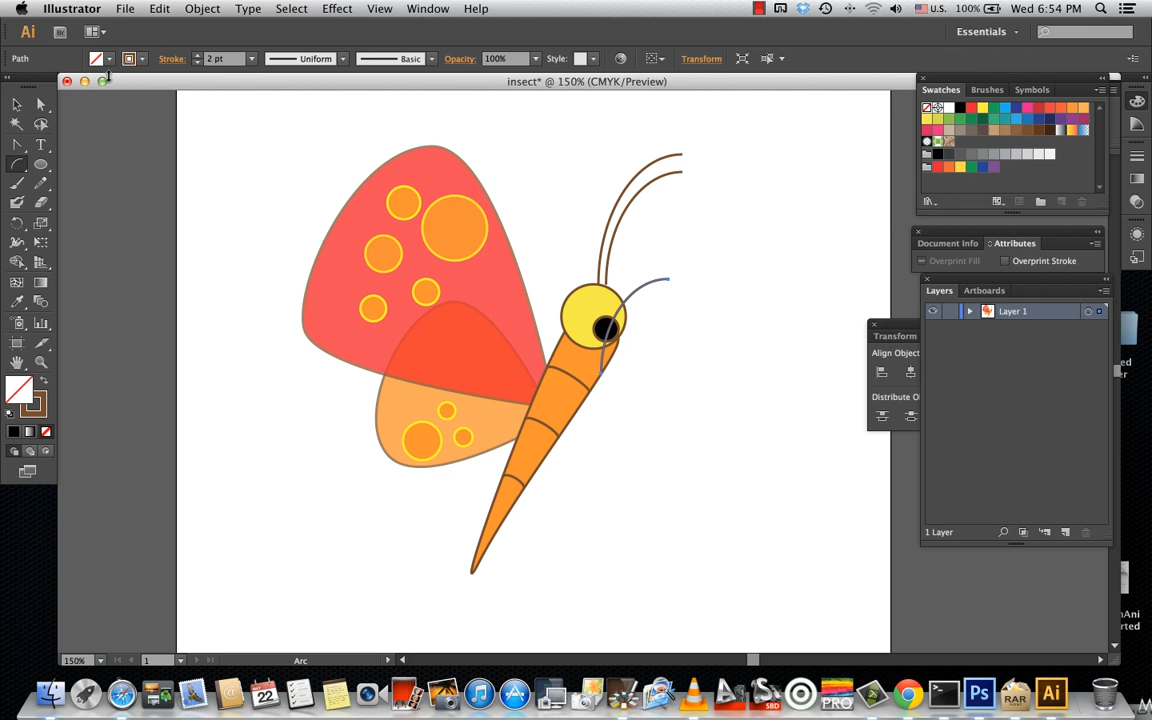 Illustrator File Edit Object Type Select Effect View Window Help U.S. 100% Wed 6:54 PM
Ai Br Essentials
Path Stroke: 2 pt Uniform Basic Opacity: 100% Style: Transform
insect* @ 150% (CMYK/Preview)
Swatches Brushes Symbols
Document Info Attributes
Overprint Fill Overprint Stroke
Layers Artboards
Layer 1
Transform
Align Object
Distribute O
1 Layer
150% 1 Arc
22
PRO
SBD
Ps
RAR
Ai